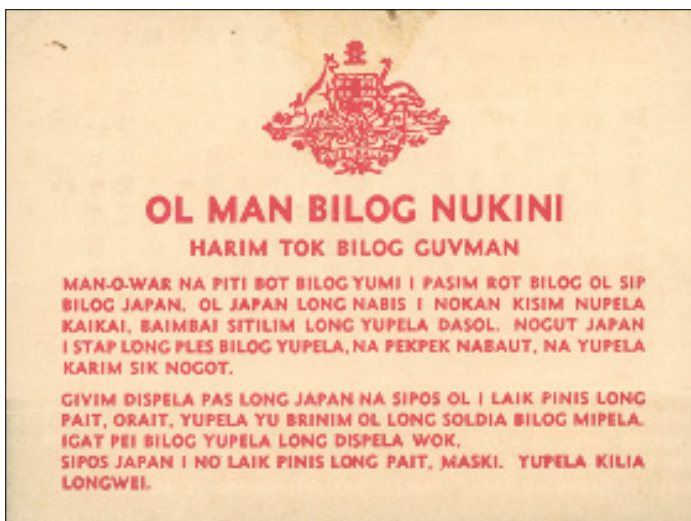 OL MAN BILOG NUKINI
HARIM TOK BILOG GUVMAN
MAN-O-WAR NA PITI BOT BILOG YUMI I PASIM ROT BILOG OL SIP
BILOG JAPAN. OL JAPAN LONG NABIS I NOKAN KISIM NUPELA
KAIKAI, BAIMBAI SITILIM LONG YUPELA DASOL. NOGUT JAPAN
I STAP LONG PLES BILOG YUPELA, NA PEKPEK NABAUT, NA YUPELA
KARIM SIK NOGOT.
GIVIM DISPELA PAS LONG JAPAN NA SIPOS OL I LAIK PINIS LONG
PAIT, ORAIT, YUPELA YU BRINIM OL LONG SOLDIA BILOG MIPELA.
IGAT PEI BILOG YUPELA LONG DISPELA WOK.
SIPOS JAPAN I NO LAIK PINIS LONG PAIT, MASKI. YUPELA KILIA
LONGWEI.